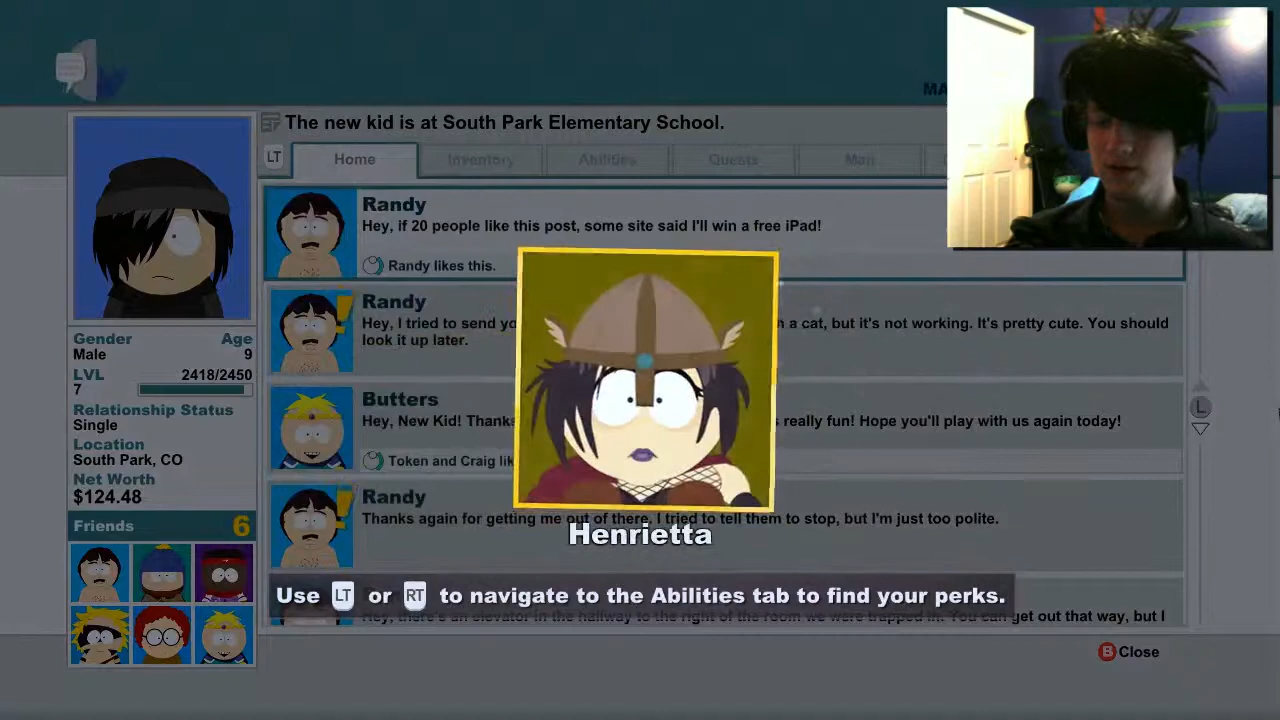 MA
The new kid is at South Park Elementary School.
LT
Home
Inventory
Abilities
Quests
Map
Randy
Hey, if 20 people like this post, some site said I'll win a free iPad!
Randy likes this.
Randy
Hey, I tried to send yo
h a cat, but it's not working. It's pretty cute. You should
look it up later.
Butters
Hey, New Kid! Thanks
s really fun! Hope you'll play with us again today!
Token and Craig lik
Randy
Thanks again for getting me out of there. I tried to tell them to stop, but I'm just too polite.
Hey, there's an elevator in the hallway to the right of the room we were trapped in. You can get out that way, but I
Gender
Age
Male
9
LVL
2418/2450
7
Relationship Status
Single
Location
South Park, CO
Net Worth
$124.48
Friends
6
Henrietta
Use LT or RT to navigate to the Abilities tab to find your perks.
L
B Close